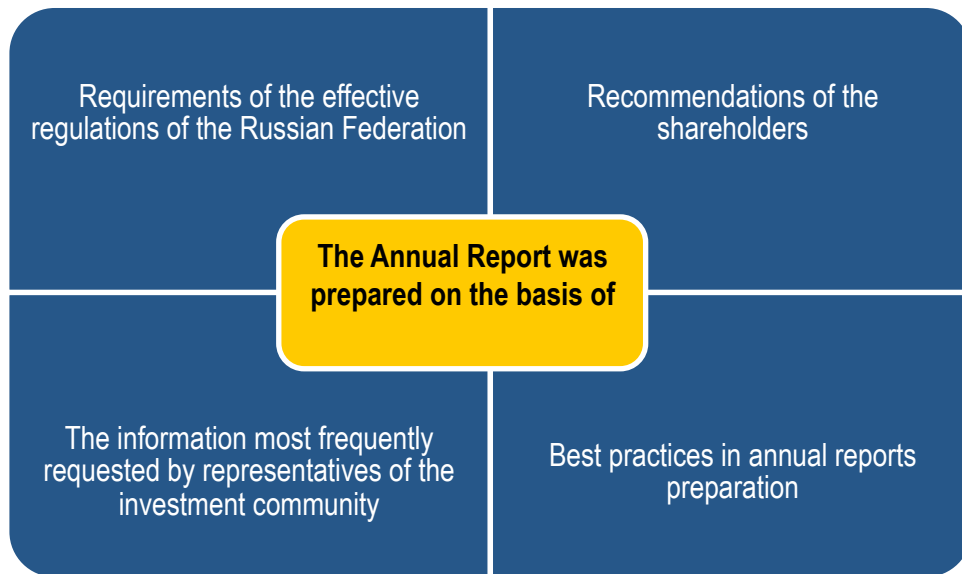 Requirements of the effective
regulations of the Russian Federation
Recommendations of the
shareholders
The Annual Report was
prepared on the basis of
The information most frequently
requested by representatives of the
investment community
Best practices in annual reports
preparation